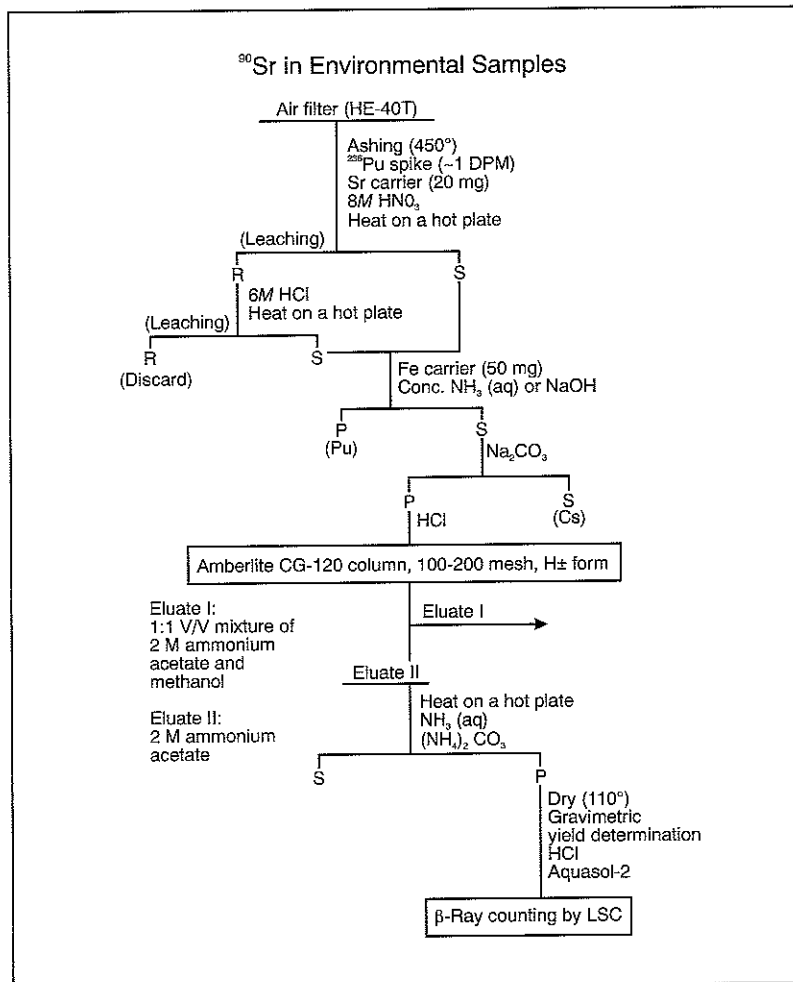 ⁹⁰Sr in Environmental Samples
Air filter (HE-40T)
Ashing (450°)
²³⁶Pu spike (~1 DPM)
Sr carrier (20 mg)
8M HN0₃
Heat on a hot plate
(Leaching)
R
S
6M HCl
Heat on a hot plate
(Leaching)
R
(Discard)
S
Fe carrier (50 mg)
Conc. NH₃ (aq) or NaOH
P
(Pu)
S
Na₂CO₃
P
S
(Cs)
HCl
Amberlite CG-120 column, 100-200 mesh, H± form
Eluate I:
1:1 V/V mixture of
2 M ammonium
acetate and
methanol
Eluate I
Eluate II
Eluate II:
2 M ammonium
acetate
Heat on a hot plate
NH₃ (aq)
(NH₄)₂ CO₃
S
P
Dry (110°)
Gravimetric
yield determination
HCl
Aquasol-2
β-Ray counting by LSC